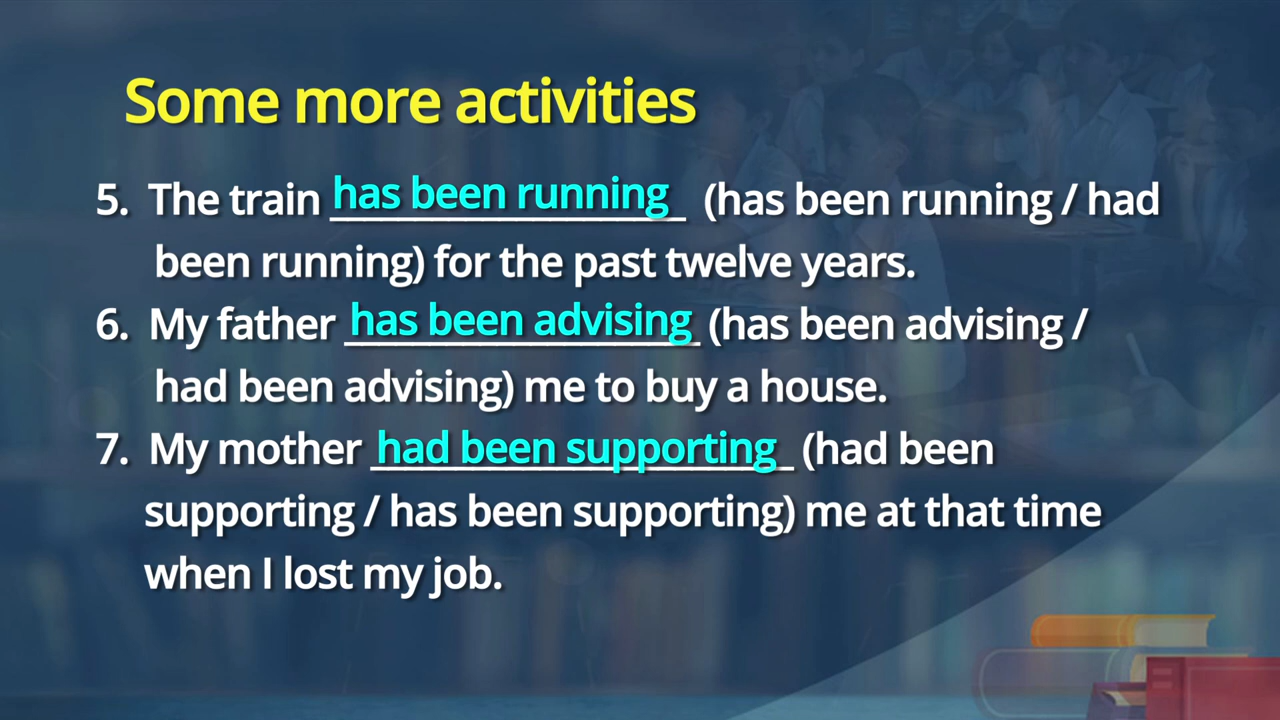 Some more activities
5. The train has been running (has been running / had
been running) for the past twelve years.
6. My father has been advising (has been advising /
had been advising) me to buy a house.
7. My mother had been supporting (had been
supporting / has been supporting) me at that time
when I lost my job.